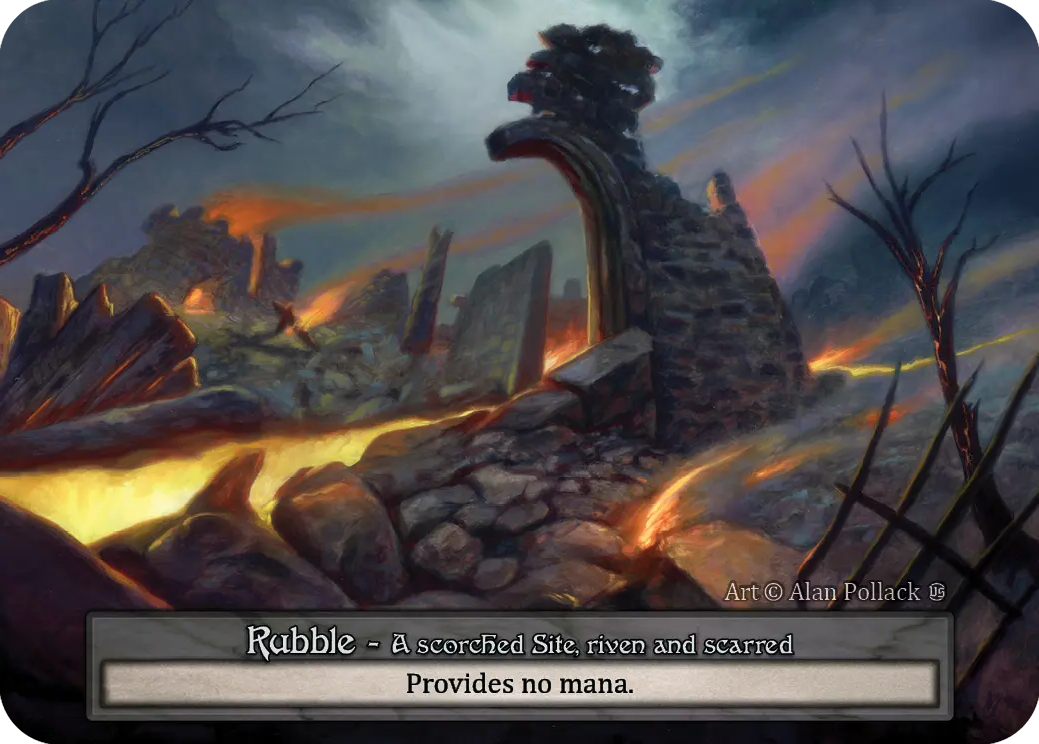 Art © Alan Pollack
Rubble - A scorched Site, riven and scarred
Provides no mana.